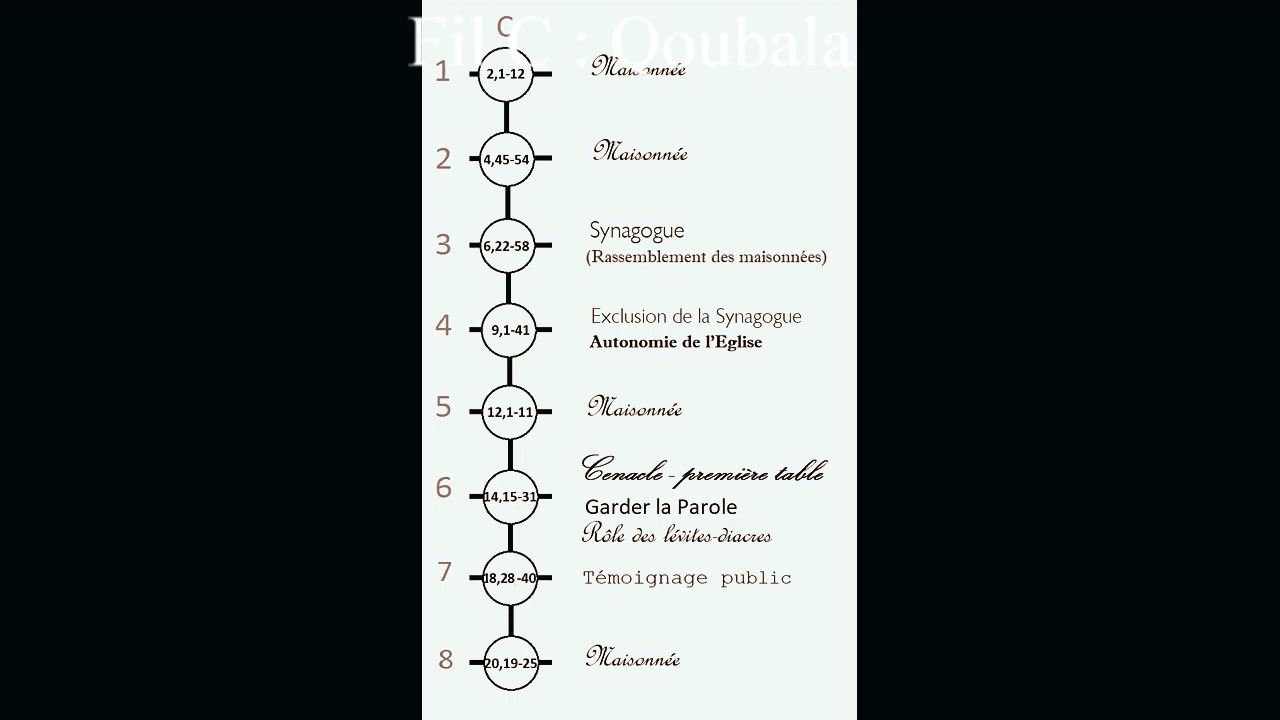 Fil C : Qoubala
C
1 2,1-12 Maisonnée
2 4,45-54 Maisonnée
3 6,22-58 Synagogue
(Rassemblement des maisonnées)
4 9,1-41 Exclusion de la Synagogue
Autonomie de l'Eglise
5 12,1-11 Maisonnée
Cenacle - première table
6 14,15-31 Garder la Parole
Rôle des lévites-diacres
7 18,28-40 Témoignage public
8 20,19-25 Maisonnée